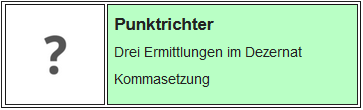 ?
Punktrichter
Drei Ermittlungen im Dezernat
Kommasetzung